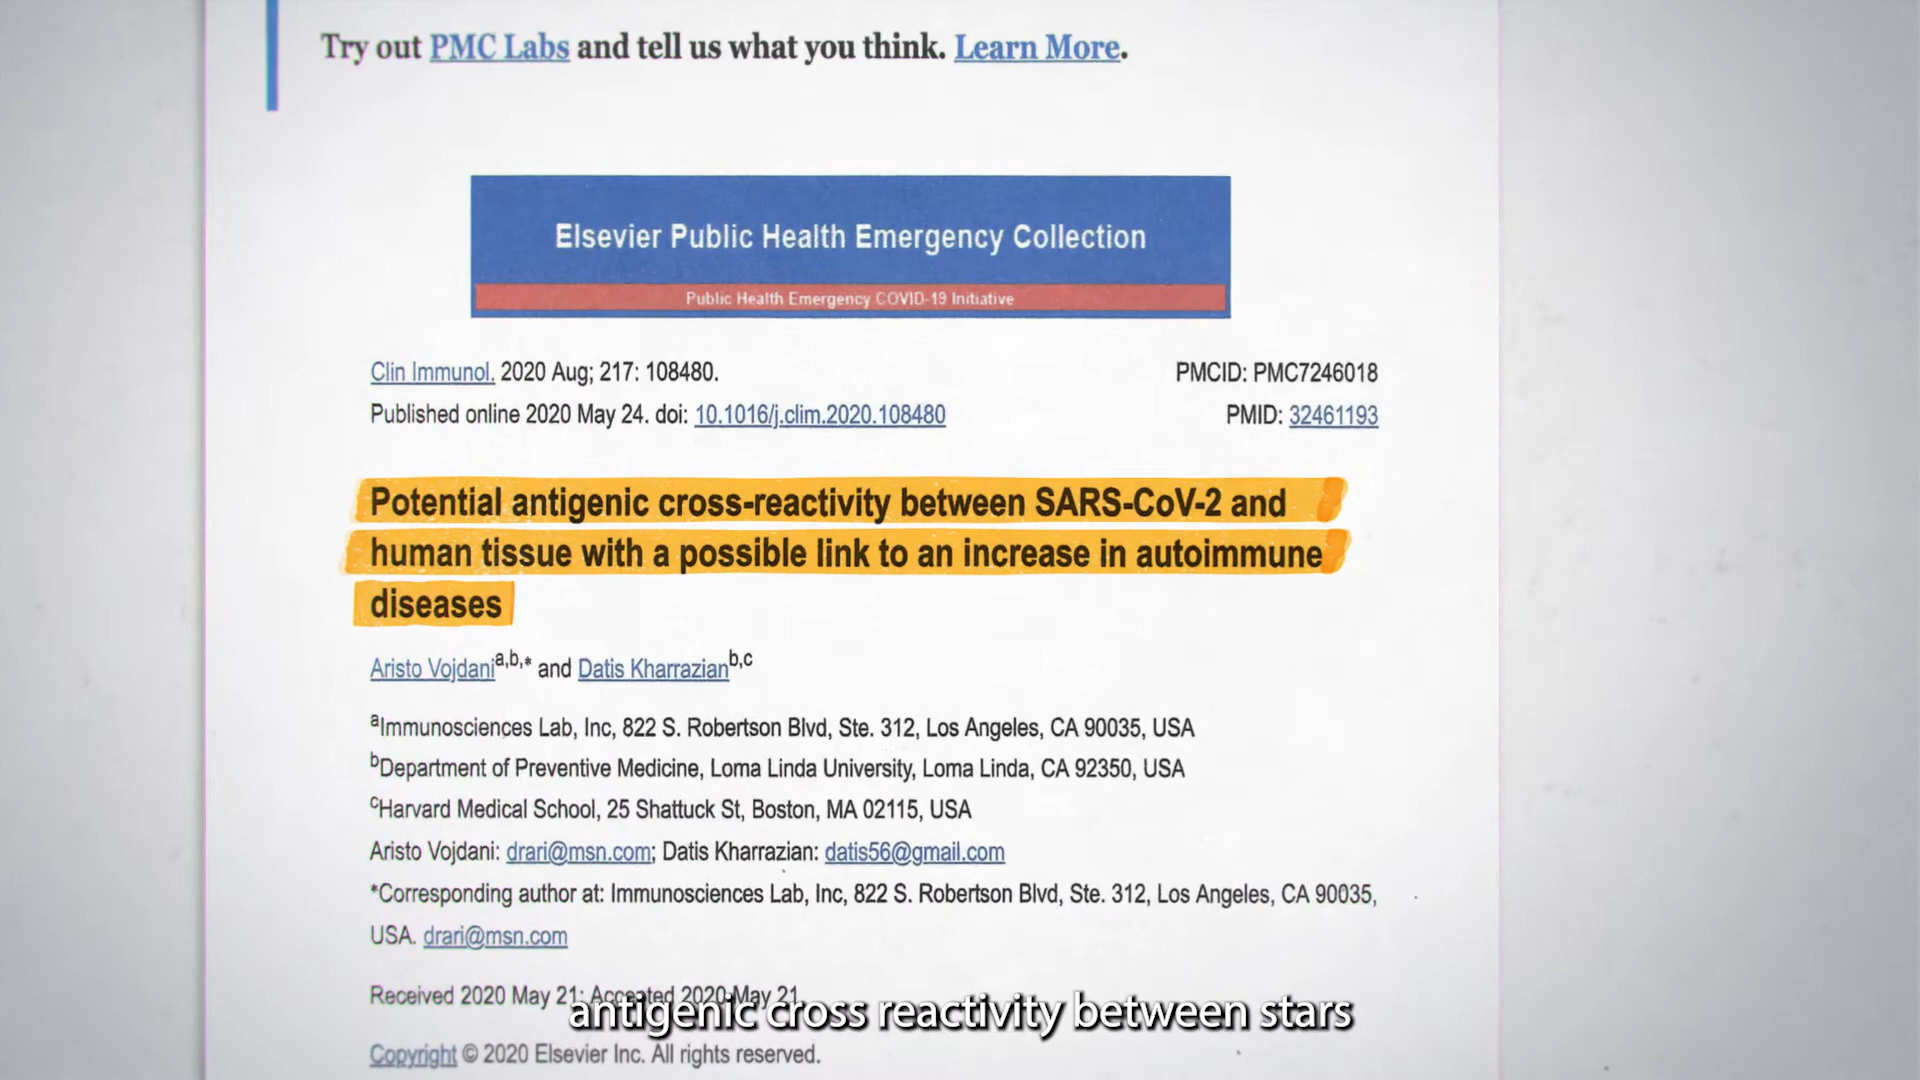 Try out PMC Labs and tell us what you think. Learn More.
Elsevier Public Health Emergency Collection
Public Health Emergency COVID-19 Initiative
Clin Immunol. 2020 Aug; 217: 108480. PMCID: PMC7246018
Published online 2020 May 24. doi: 10.1016/j.clim.2020.108480 PMID: 32461193
Potential antigenic cross-reactivity between SARS-CoV-2 and
human tissue with a possible link to an increase in autoimmune
diseases
Aristo Vojdani a,b,* and Datis Kharrazian b,c
aImmunosciences Lab, Inc, 822 S. Robertson Blvd, Ste. 312, Los Angeles, CA 90035, USA
bDepartment of Preventive Medicine, Loma Linda University, Loma Linda, CA 92350, USA
cHarvard Medical School, 25 Shattuck St, Boston, MA 02115, USA
Aristo Vojdani: drari@msn.com; Datis Kharrazian: datis56@gmail.com
*Corresponding author at: Immunosciences Lab, Inc, 822 S. Robertson Blvd, Ste. 312, Los Angeles, CA 90035,
USA. drari@msn.com
Received 2020 May 21; Accepted 2020 May 21.
antigenic cross reactivity between stars
Copyright © 2020 Elsevier Inc. All rights reserved.